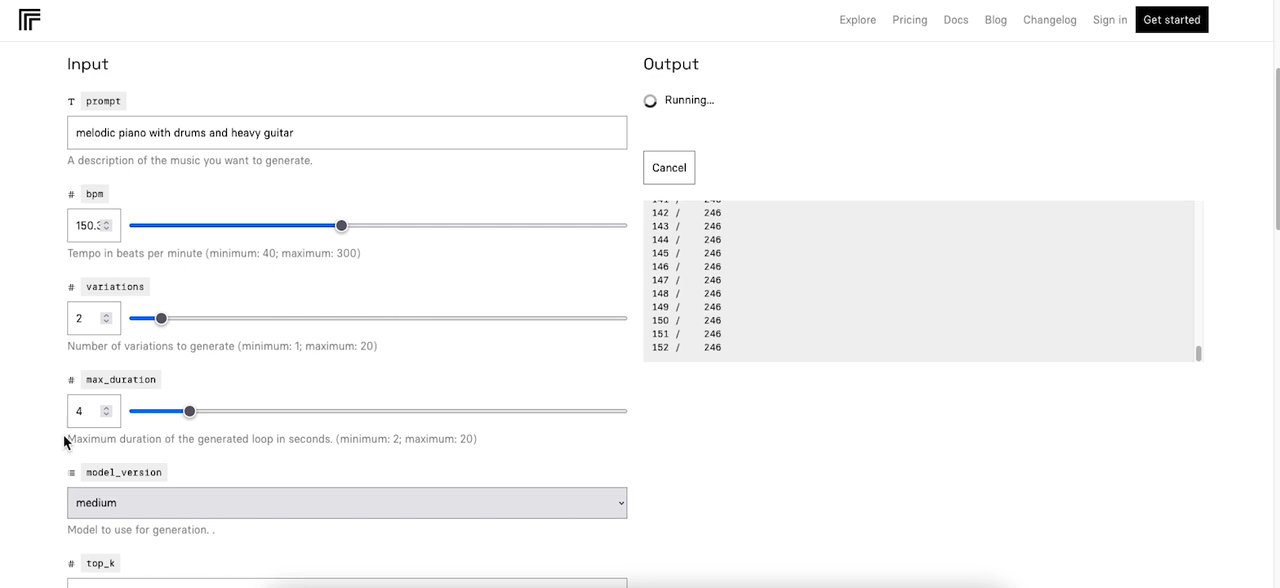 Explore Pricing Docs Blog Changelog Sign in Get started
Input
T prompt
melodic piano with drums and heavy guitar
A description of the music you want to generate.
# bpm
150.
Tempo in beats per minute (minimum: 40; maximum: 300)
# variations
2
Number of variations to generate (minimum: 1; maximum: 20)
# max_duration
4
Maximum duration of the generated loop in seconds. (minimum: 2; maximum: 20)
model_version
medium
Model to use for generation. .
# top_k
Output
Running...
Cancel
142 / 246
143 / 246
144 / 246
145 / 246
146 / 246
147 / 246
148 / 246
149 / 246
150 / 246
151 / 246
152 / 246